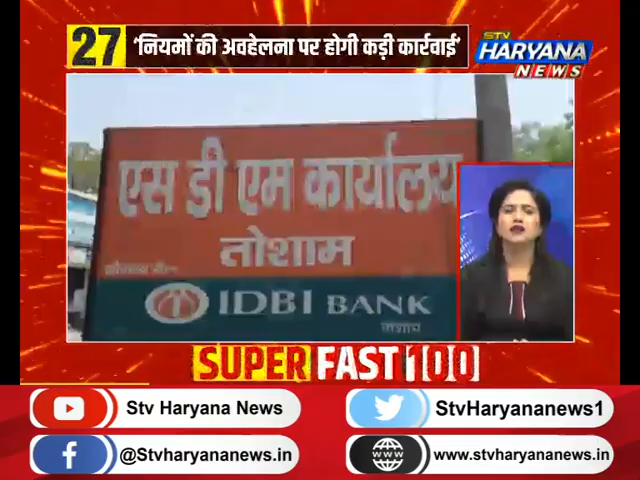 27
'नियमों की अवहेलना पर होगी कड़ी कार्रवाई'
STV
HARYANA
NEWS
एस डी एम कार्यालय
तोशाम
IDBI BANK
तोशाम
SUPER FAST 100
Stv Haryana News
StvHaryananews1
@Stvharyananews.in
www.stvharyananews.in